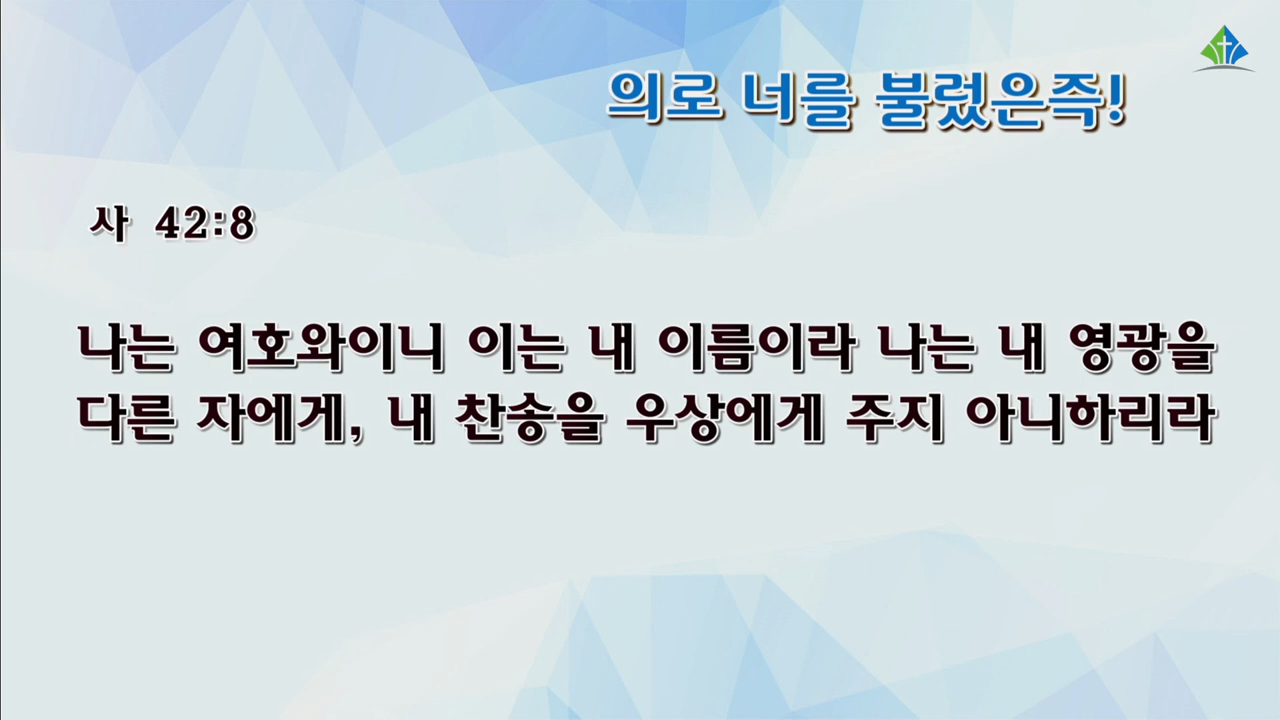 의로 너를 불렀은즉!
사 42:8
나는 여호와이니 이는 내 이름이라 나는 내 영광을
다른 자에게, 내 찬송을 우상에게 주지 아니하리라